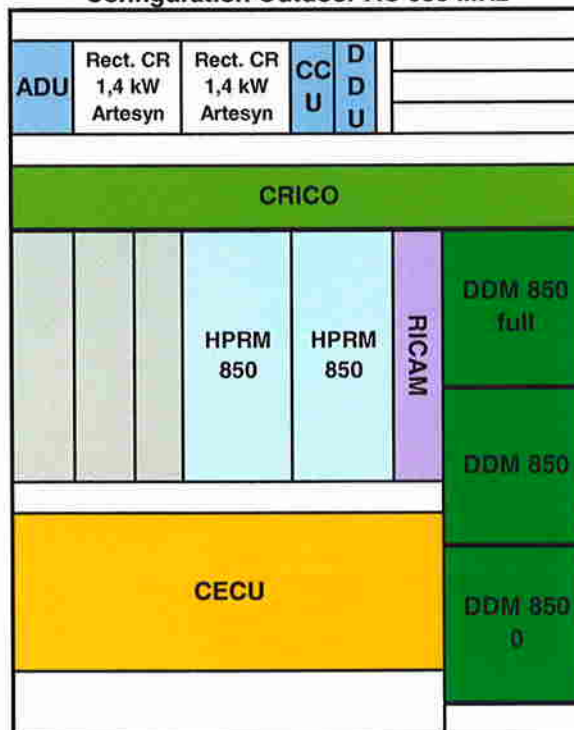 ADU
Rect. CR
1,4 kW
Artesyn
Rect. CR
1,4 kW
Artesyn
CC
U
D
D
U
CRICO
HPRM
850
HPRM
850
RICAM
DDM 850
full
DDM 850
CECU
DDM 850
0